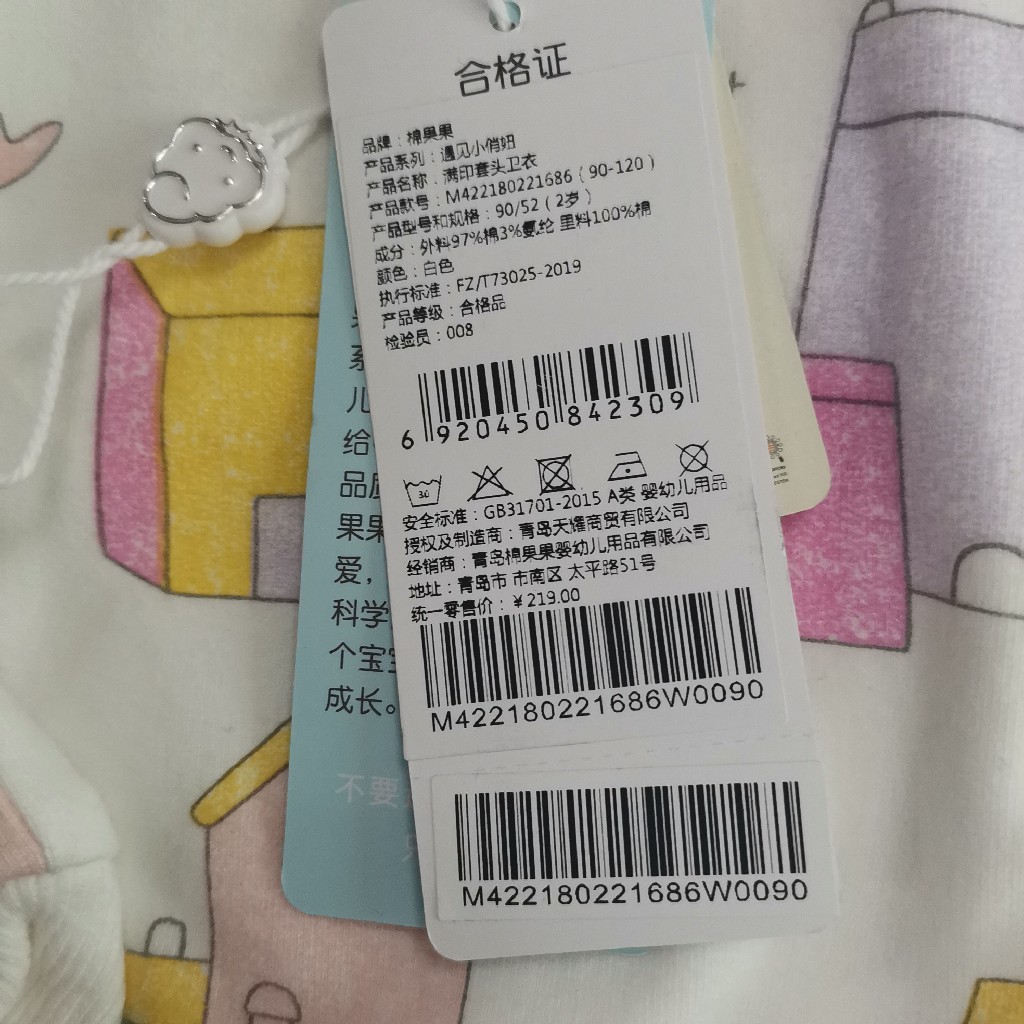 合格证
品牌：棉果果
产品系列：遇见小俏妞
产品名称：满印套头卫衣
产品款号：M422180221686（90-120）
产品型号和规格：90/52（2岁）
成分：外料97%棉3%氨纶 里料100%棉
颜色：白色
执行标准：FZ/T73025-2019
产品等级：合格品
检验员：008
6 920450 842309
30
安全标准：GB31701-2015 A类 婴幼儿用品
授权及制造商：青岛天耀商贸有限公司
经销商：青岛棉果果婴幼儿用品有限公司
地址：青岛市 市南区 太平路51号
统一零售价：￥219.00
M422180221686W0090
M422180221686W0090
系
儿
给
品质
果果
爱，
科学
个宝宝
成长。
不要